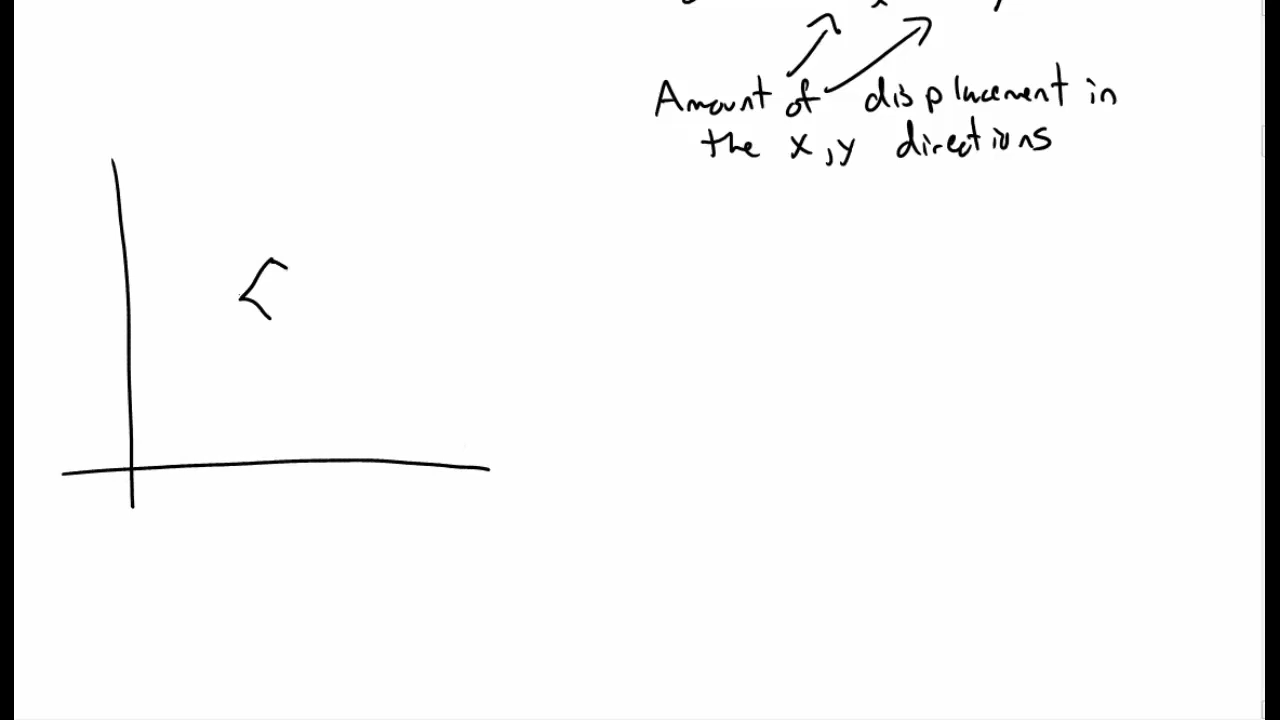 Amount of displacement in
the x,y directions